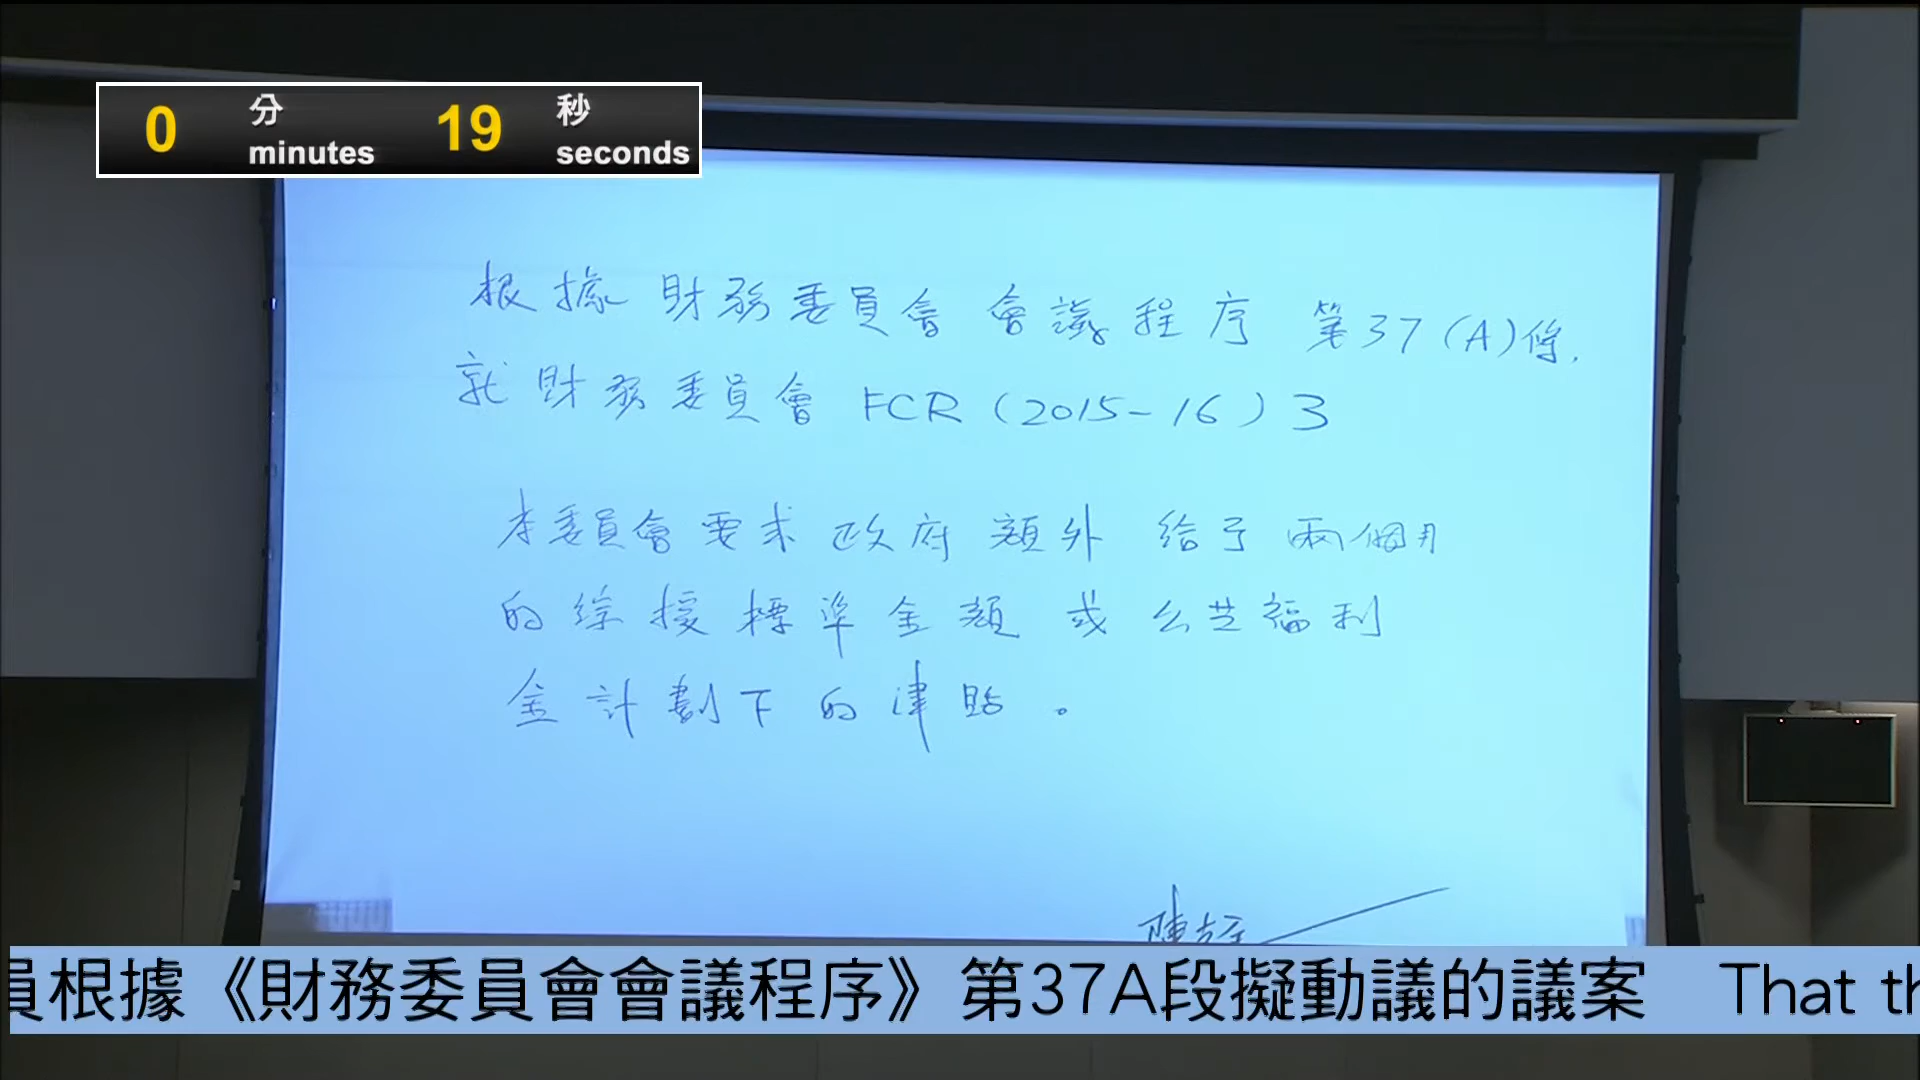 0 分 19 秒
minutes seconds
根據財務委員會會議程序第37(A)條,
就財務委員會 FCR (2015-16) 3
本委員會要求政府額外給予兩個月
的綜援標準金額或公共福利
金計劃下的津貼。
員根據《財務委員會會議程序》第37A段擬動議的議案 That th